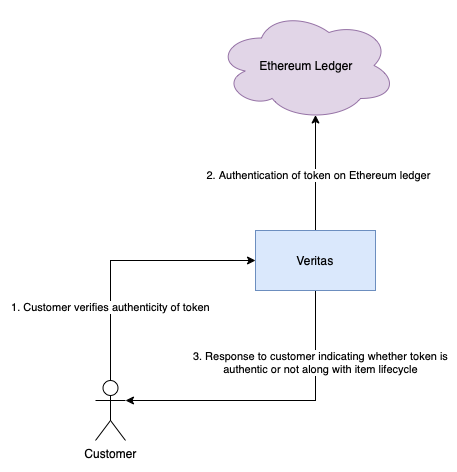 Ethereum Ledger
2. Authentication of token on Ethereum ledger
Veritas
1. Customer verifies authenticity of token
3. Response to customer indicating whether token is
authentic or not along with item lifecycle
Customer